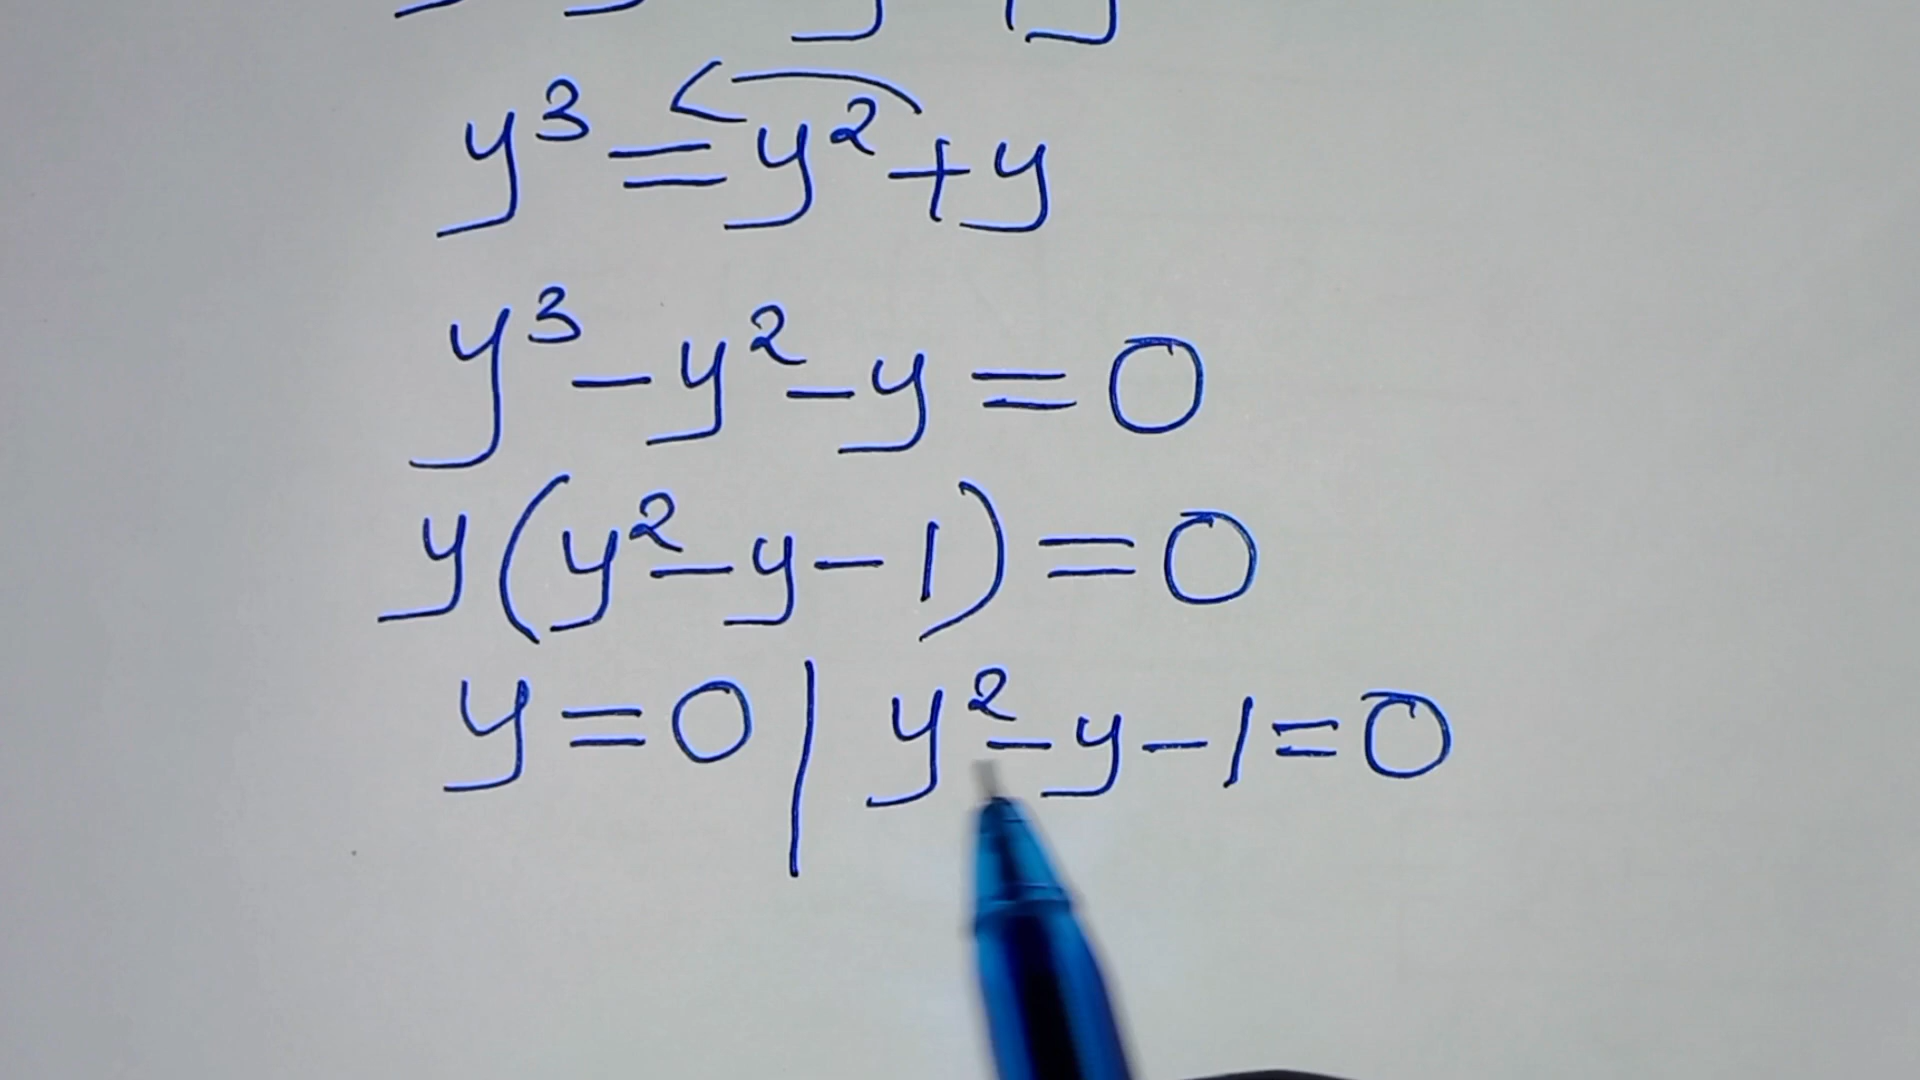 y³ = y² + y
y³ - y² - y = 0
y(y² - y - 1) = 0
y = 0 | y² - y - 1 = 0